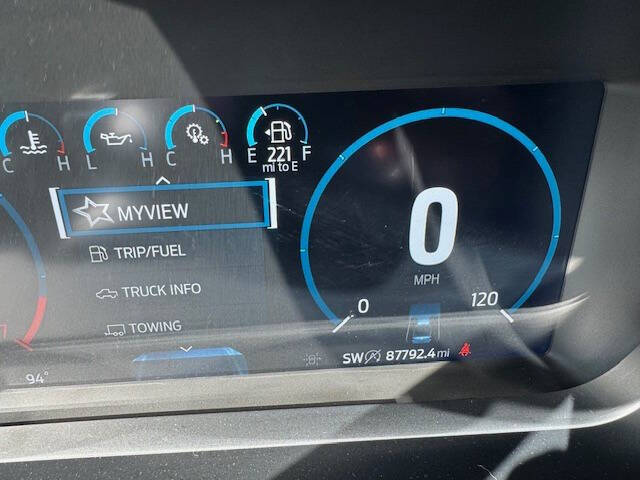 C H L H C H E 221 F
mi to E
MYVIEW
TRIP/FUEL
TRUCK INFO
TOWING
0
MPH
0 120
94° SW 87792.4 mi